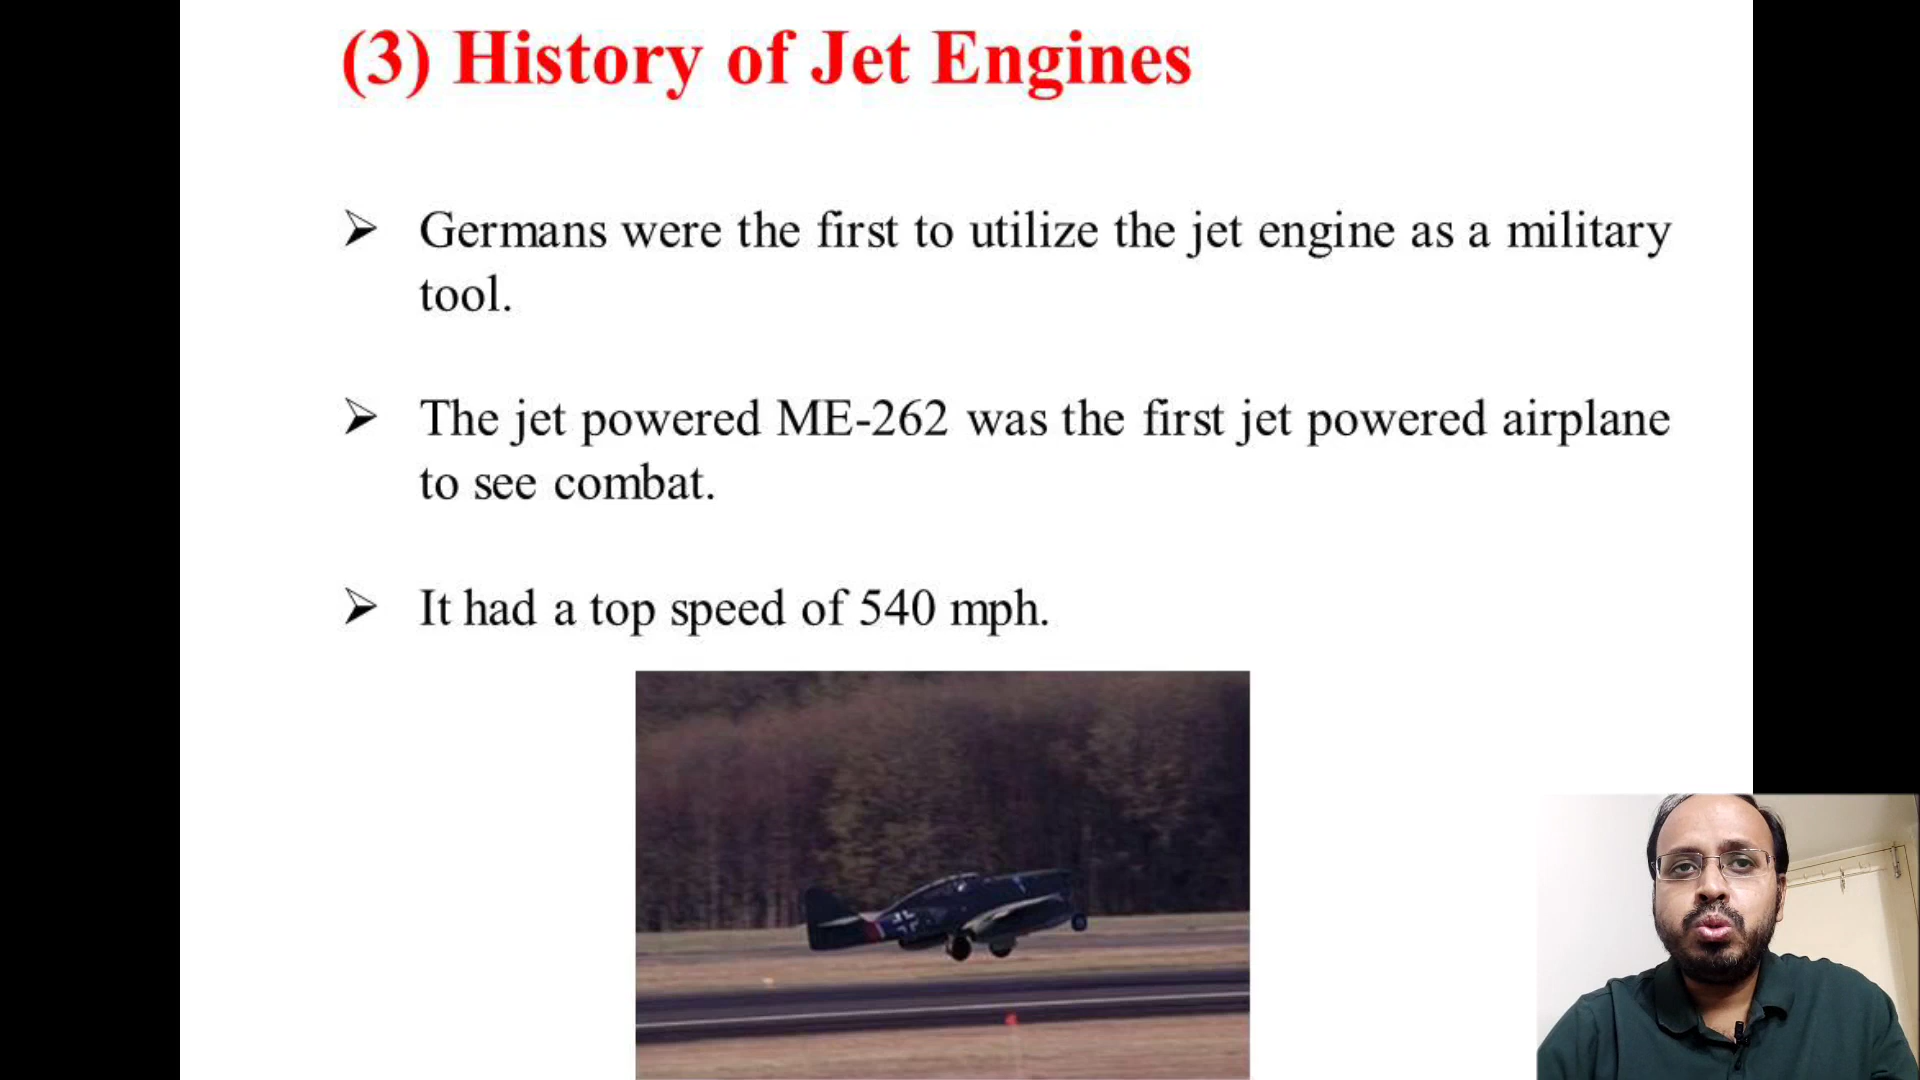 (3) History of Jet Engines
➢ Germans were the first to utilize the jet engine as a military
tool.
➢ The jet powered ME-262 was the first jet powered airplane
to see combat.
➢ It had a top speed of 540 mph.